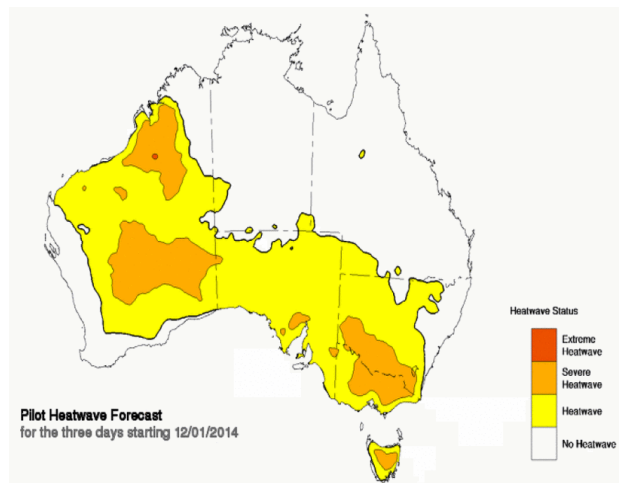 Heatwave Status
Extreme
Heatwave
Severe
Heatwave
Heatwave
No Heatwave
Pilot Heatwave Forecast
for the three days starting 12/01/2014